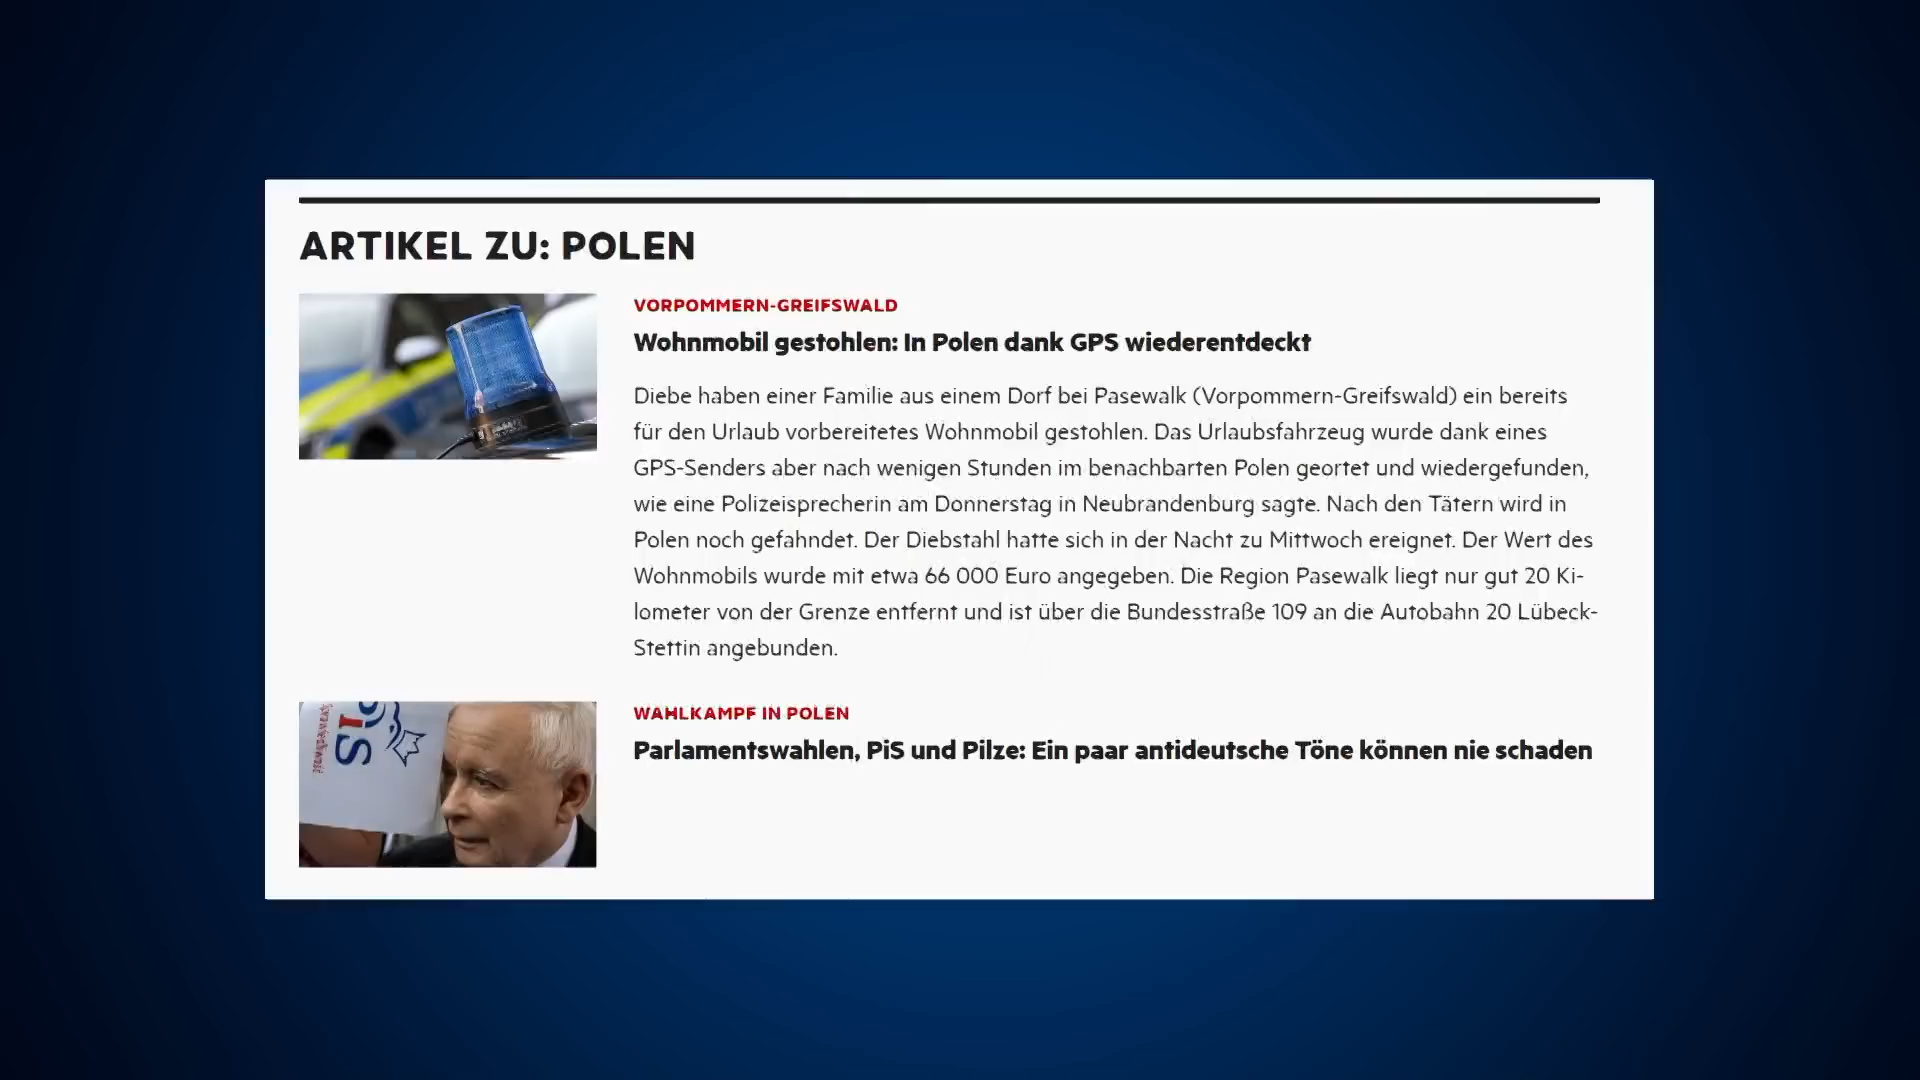 ARTIKEL ZU: POLEN
VORPOMMERN-GREIFSWALD
Wohnmobil gestohlen: In Polen dank GPS wiederentdeckt
Diebe haben einer Familie aus einem Dorf bei Pasewalk (Vorpommern-Greifswald) ein bereits
für den Urlaub vorbereitetes Wohnmobil gestohlen. Das Urlaubsfahrzeug wurde dank eines
GPS-Senders aber nach wenigen Stunden im benachbarten Polen geortet und wiedergefunden,
wie eine Polizeisprecherin am Donnerstag in Neubrandenburg sagte. Nach den Tätern wird in
Polen noch gefahndet. Der Diebstahl hatte sich in der Nacht zu Mittwoch ereignet. Der Wert des
Wohnmobils wurde mit etwa 66 000 Euro angegeben. Die Region Pasewalk liegt nur gut 20 Ki-
lometer von der Grenze entfernt und ist über die Bundesstraße 109 an die Autobahn 20 Lübeck-
Stettin angebunden.
WAHLKAMPF IN POLEN
Parlamentswahlen, PiS und Pilze: Ein paar antideutsche Töne können nie schaden